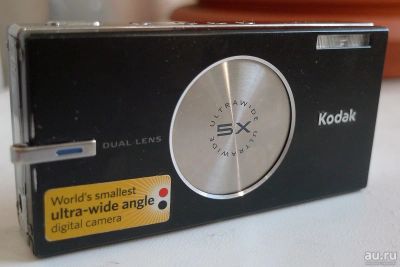 DUAL LENS
ULTRAWIDE ULTRAWIDE
5X
Kodak
World's smallest
ultra-wide angle
digital camera
au.ru